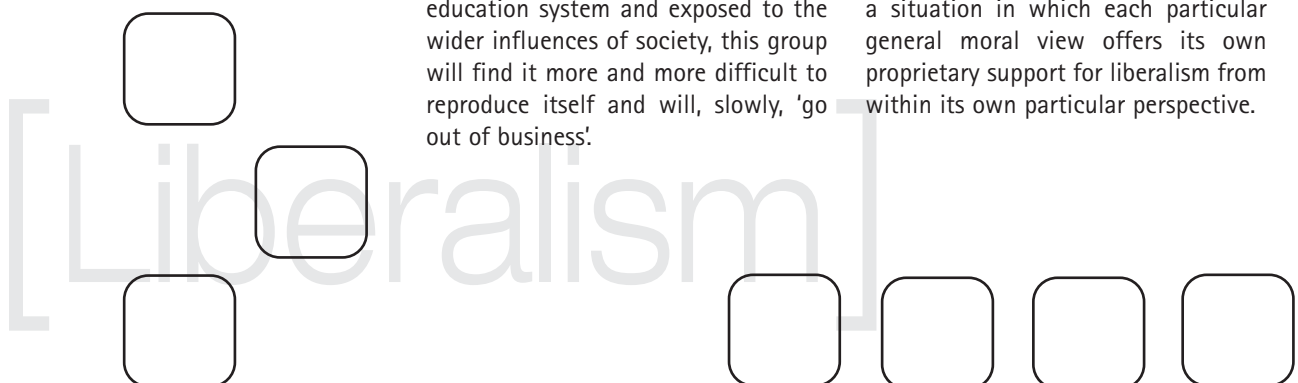 education system and exposed to the
wider influences of society, this group
will find it more and more difficult to
reproduce itself and will, slowly, 'go
out of business'.
a situation in which each particular
general moral view offers its own
proprietary support for liberalism from
within its own particular perspective.
[Liberalism]